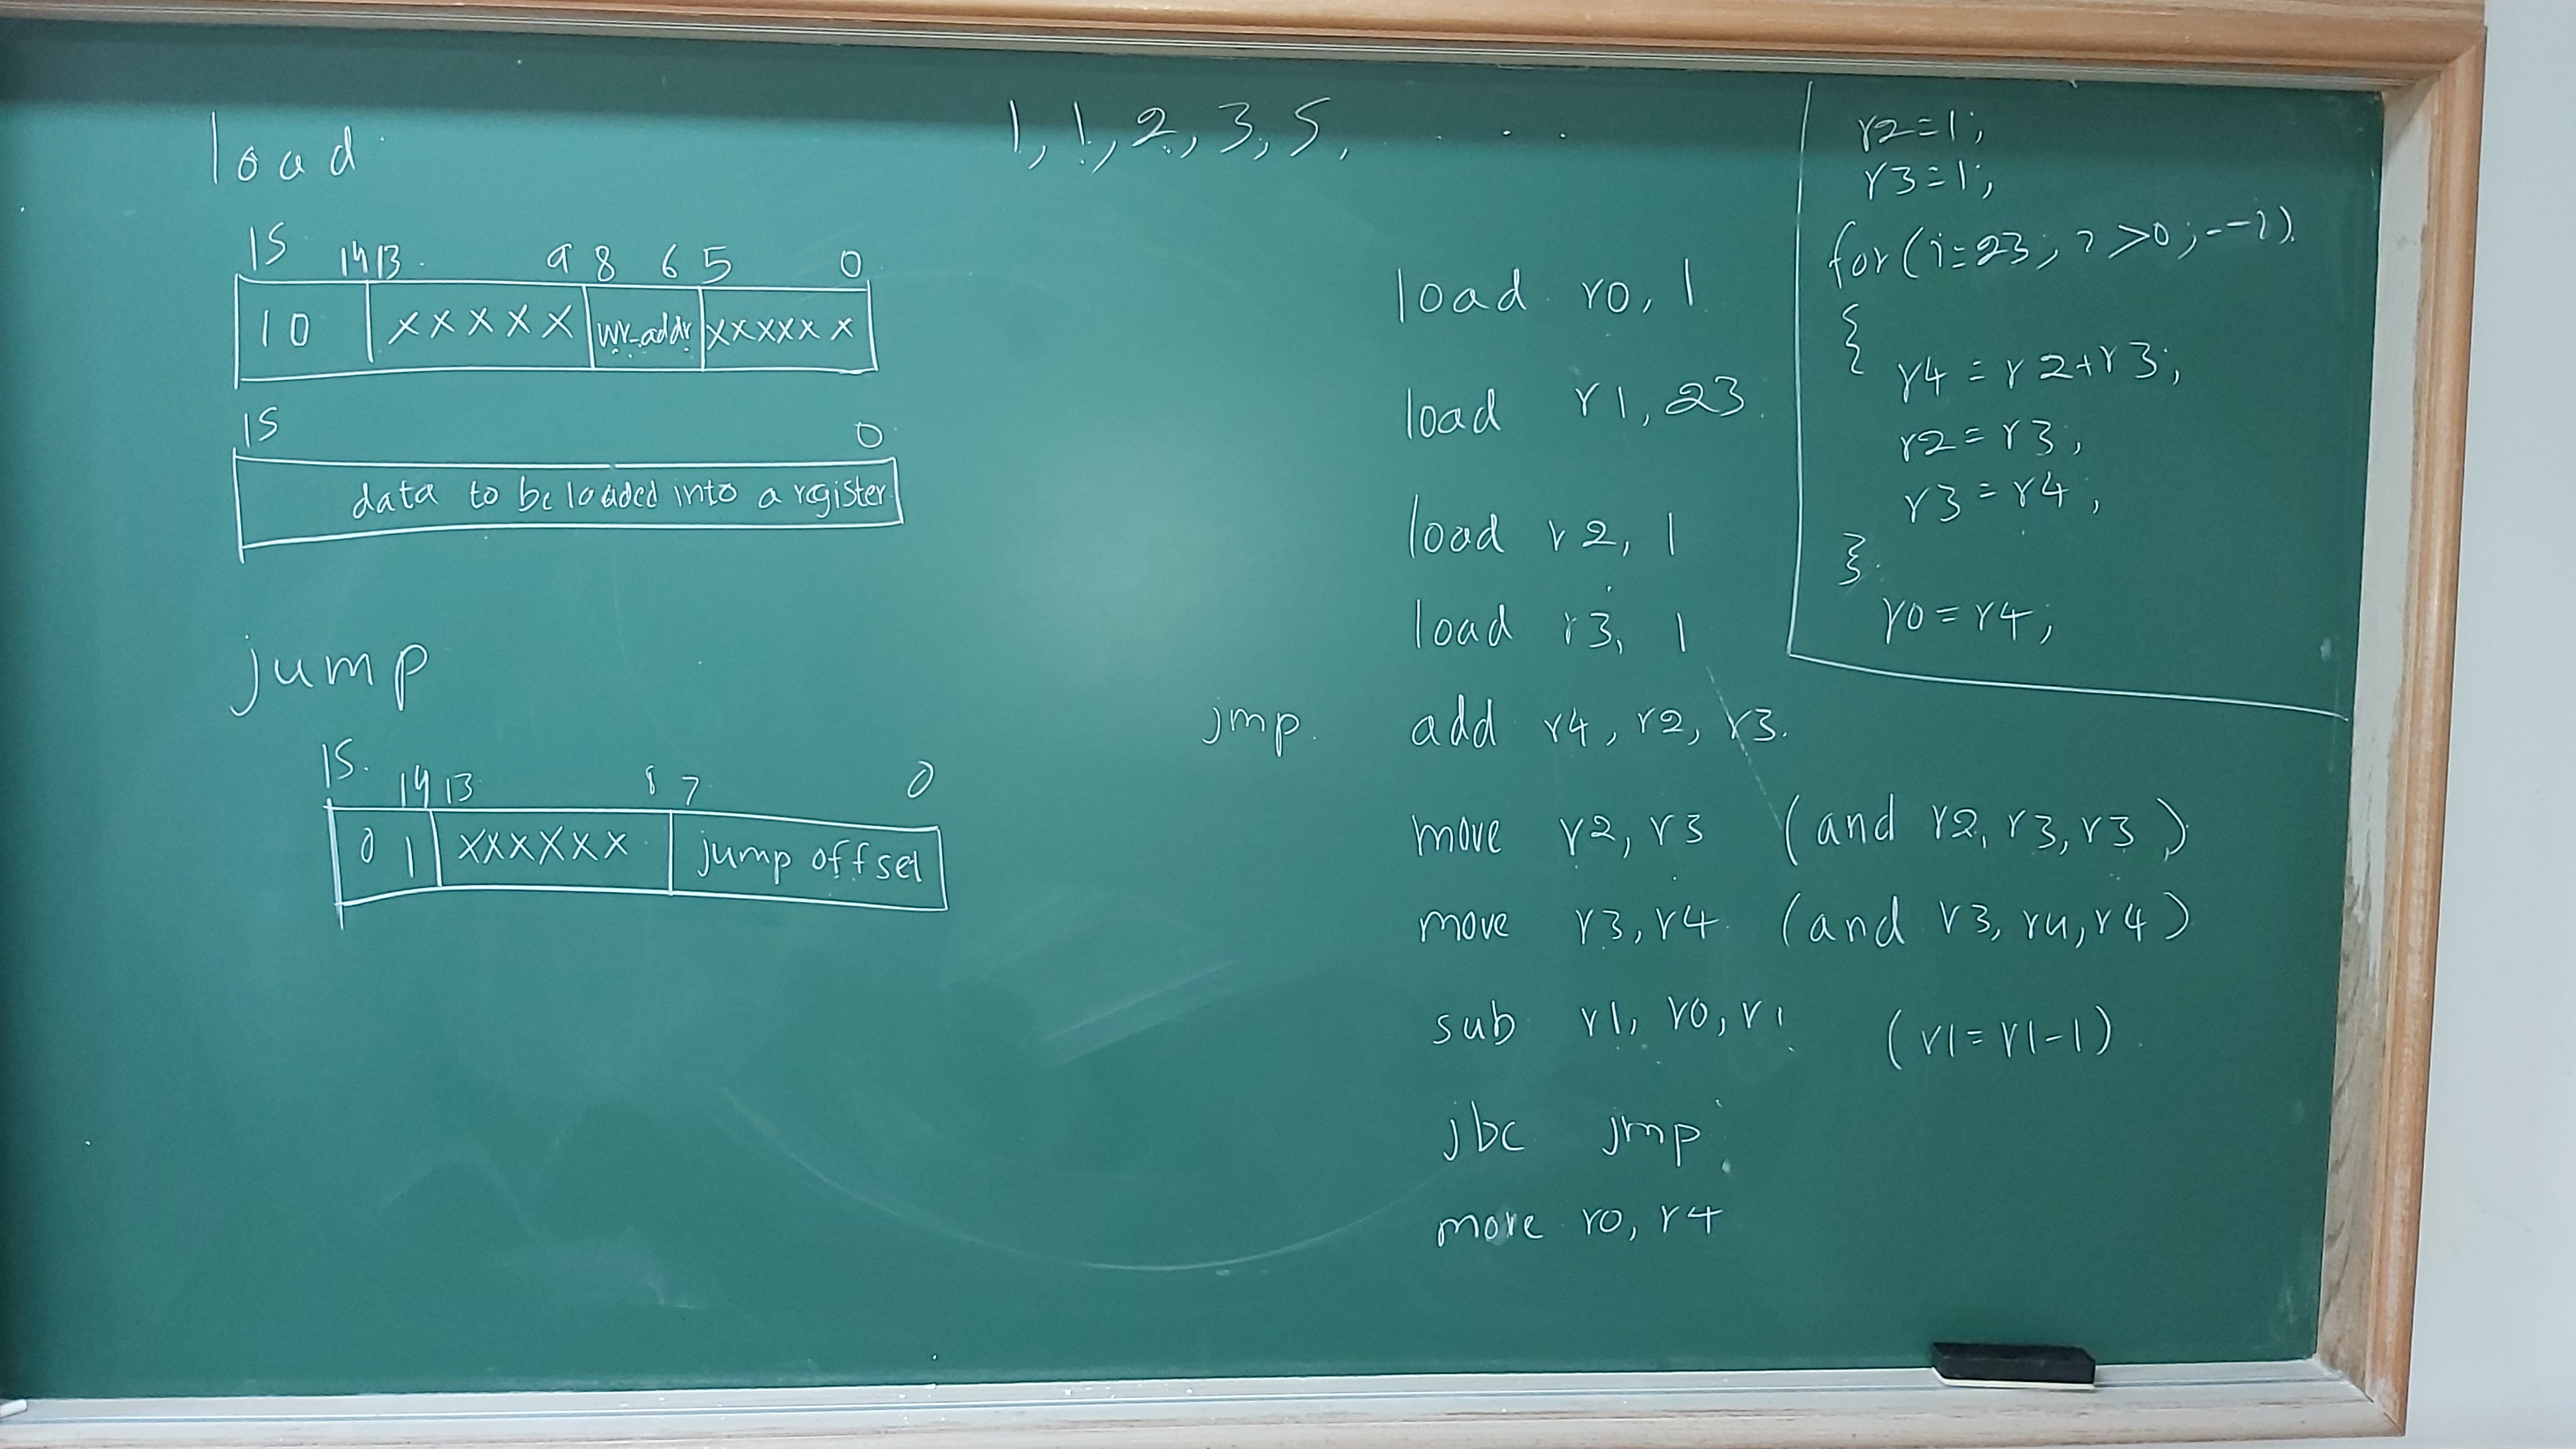 load
15 14 13 9 8 6 5 0
10 x x x x x wr-addr x x x x x x
15 0
data to be loaded into a register
jump
15 14 13 8 7 0
0 1 x x x x x x jump offset
1, 1, 2, 3, 5, . . .
load r0, 1
load r1, 23
load r2, 1
load r3, 1
jmp add r4, r2, r3
move r2, r3 (and r2, r3, r3)
move r3, r4 (and r3, r4, r4)
sub r1, r0, r1 (r1 = r1 - 1)
jbc jmp
move r0, r4
r2 = 1;
r3 = 1;
for (i = 23; i > 0; --i)
{ r4 = r2 + r3;
r2 = r3;
r3 = r4;
}
r0 = r4;